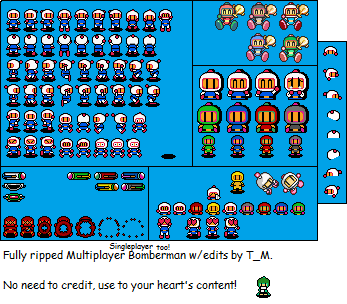 Singleplayer too!
Fully ripped Multiplayer Bomberman w/edits by T_M.
No need to credit, use to your heart's content!